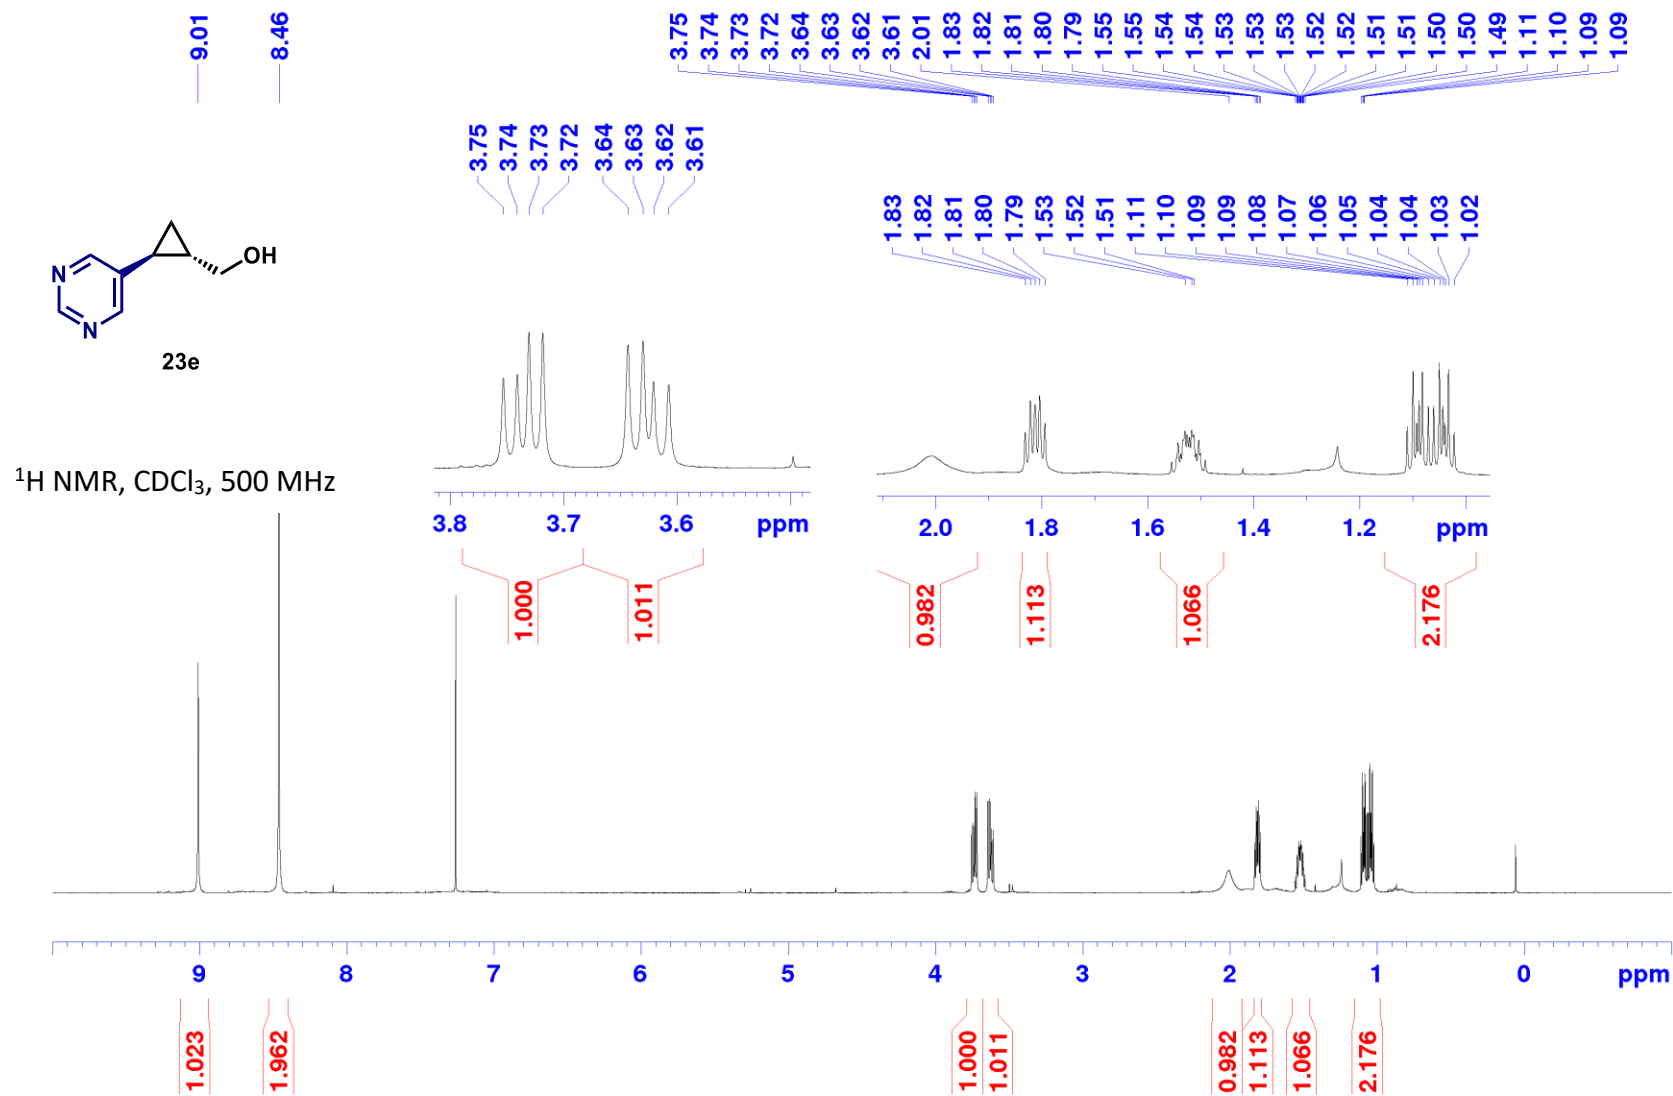 9.01 8.46 3.75 3.74 3.73 3.72 3.64 3.63 3.62 3.61 2.01 1.83 1.82 1.81 1.80 1.79 1.55 1.55 1.54 1.54 1.53 1.53 1.52 1.52 1.51 1.51 1.50 1.50 1.49 1.11 1.10 1.09 1.09
3.75 3.74 3.73 3.72 3.64 3.63 3.62 3.61
1.83 1.82 1.81 1.80 1.79 1.53 1.52 1.51 1.11 1.10 1.09 1.09 1.08 1.07 1.06 1.05 1.04 1.04 1.03 1.02
OH
N
N
23e
¹H NMR, CDCl₃, 500 MHz
3.8 3.7 3.6 ppm
2.0 1.8 1.6 1.4 1.2 ppm
1.000 1.011
0.982 1.113 1.066 2.176
9 8 7 6 5 4 3 2 1 0 ppm
1.023 1.962 1.000 1.011 0.982 1.113 1.066 2.176